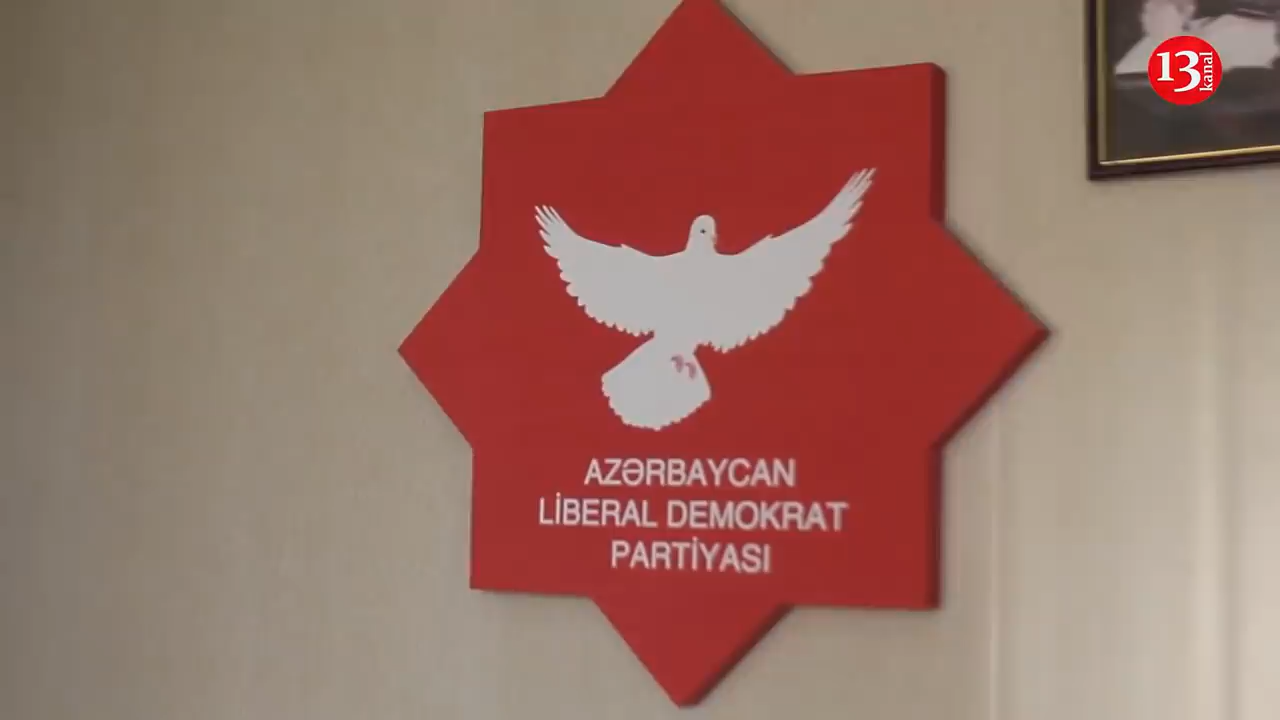 13
kanal
AZƏRBAYCAN
LİBERAL DEMOKRAT
PARTİYASI